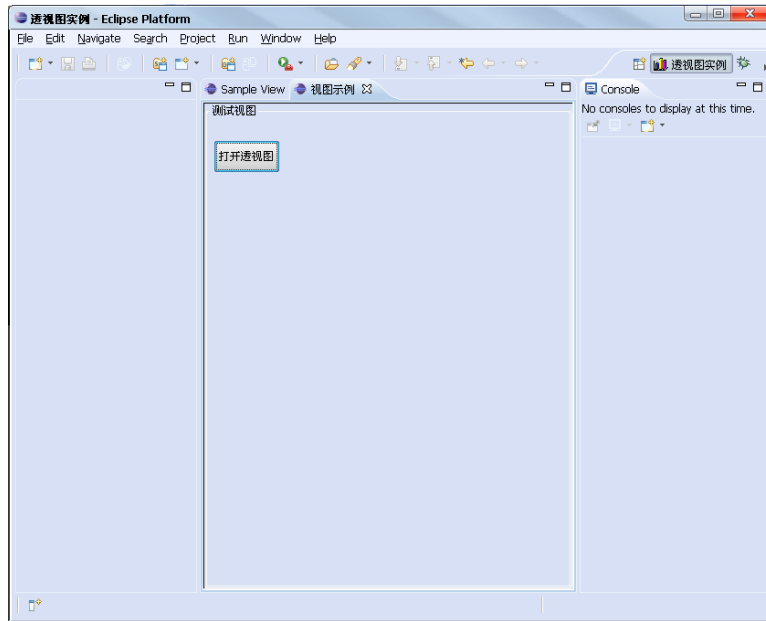 透视图实例 - Eclipse Platform
File Edit Navigate Search Project Run Window Help
透视图实例
Sample View 视图示例 Console
测试视图 No consoles to display at this time.
打开透视图